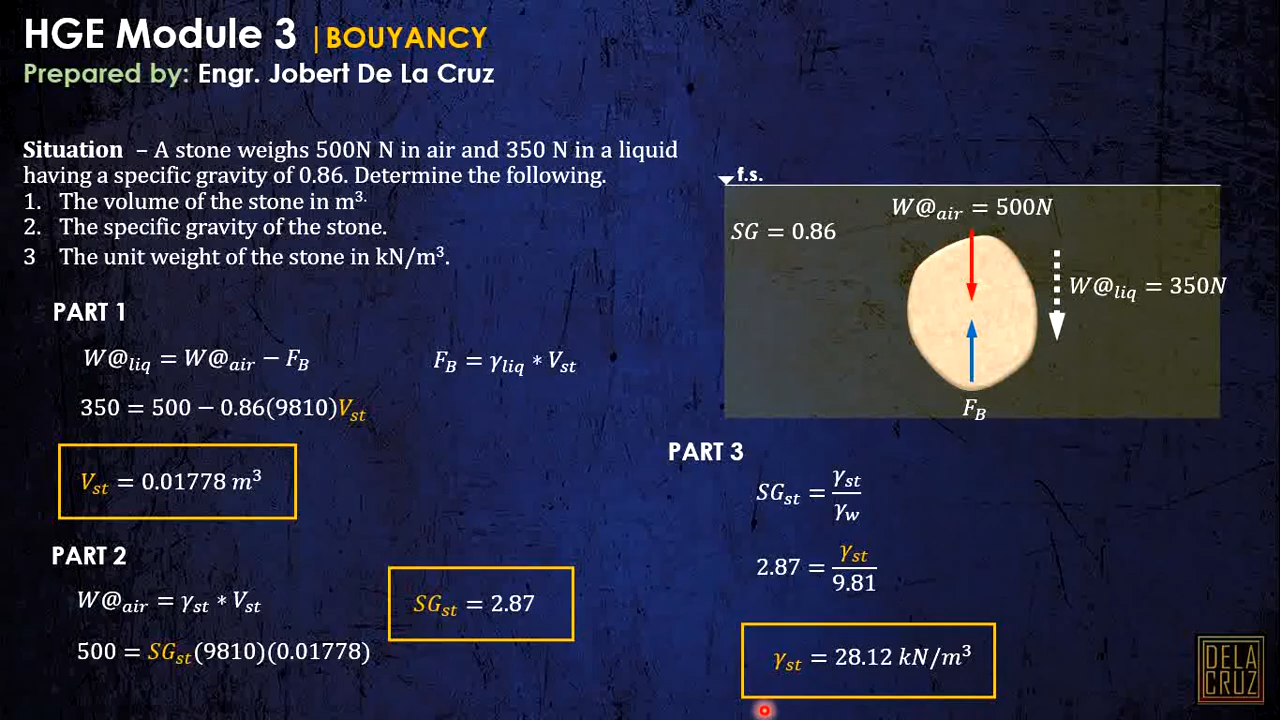 HGE Module 3 |BOUYANCY
Prepared by: Engr. Jobert De La Cruz
Situation – A stone weighs 500N N in air and 350 N in a liquid
having a specific gravity of 0.86. Determine the following.
1. The volume of the stone in m³.
2. The specific gravity of the stone.
3 The unit weight of the stone in kN/m³.
f.s.
SG = 0.86
W@air = 500N
W@liq = 350N
F_B
PART 1
W@liq = W@air − F_B
F_B = γliq ∗ Vst
350 = 500 − 0.86(9810)Vst
Vst = 0.01778 m³
PART 2
W@air = γst ∗ Vst
500 = SGst(9810)(0.01778)
SGst = 2.87
PART 3
SGst = γst/γw
2.87 = γst/9.81
γst = 28.12 kN/m³
DELA
CRUZ